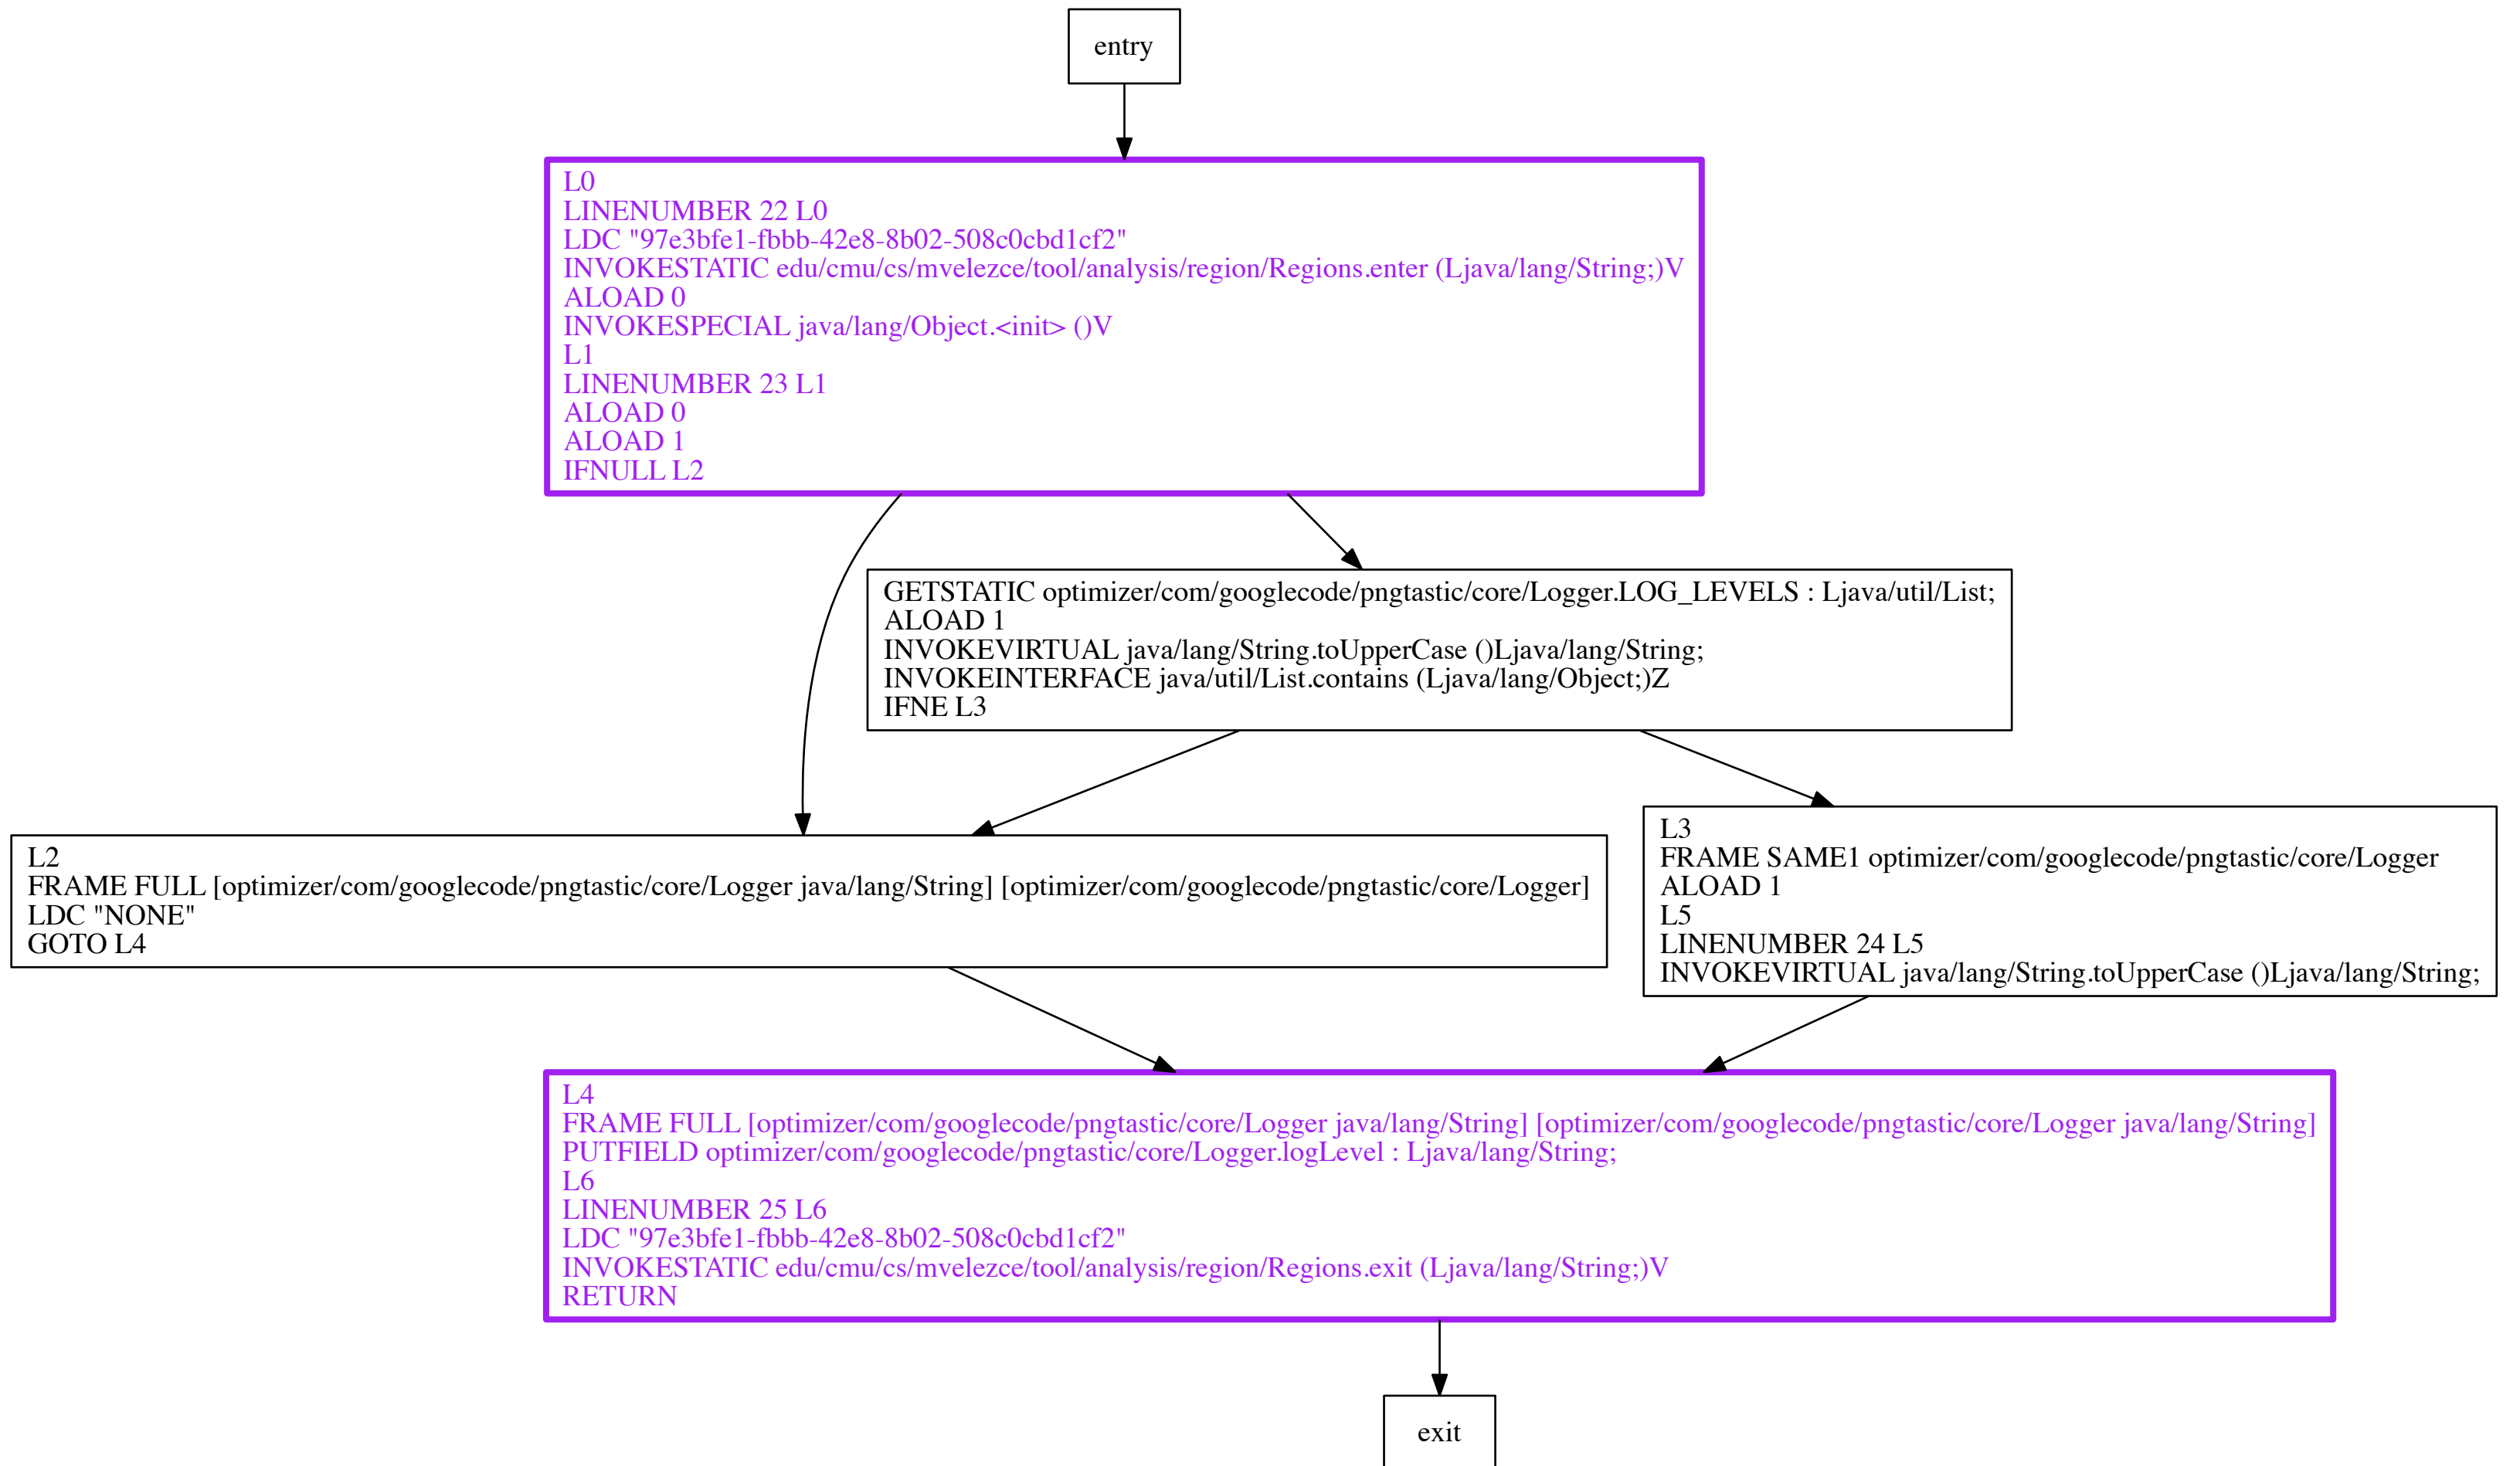 entry
L0
LINENUMBER 22 L0
LDC "97e3bfe1-fbbb-42e8-8b02-508c0cbd1cf2"
INVOKESTATIC edu/cmu/cs/mvelezce/tool/analysis/region/Regions.enter (Ljava/lang/String;)V
ALOAD 0
INVOKESPECIAL java/lang/Object.<init> ()V
L1
LINENUMBER 23 L1
ALOAD 0
ALOAD 1
IFNULL L2
GETSTATIC optimizer/com/googlecode/pngtastic/core/Logger.LOG_LEVELS : Ljava/util/List;
ALOAD 1
INVOKEVIRTUAL java/lang/String.toUpperCase ()Ljava/lang/String;
INVOKEINTERFACE java/util/List.contains (Ljava/lang/Object;)Z
IFNE L3
L2
FRAME FULL [optimizer/com/googlecode/pngtastic/core/Logger java/lang/String] [optimizer/com/googlecode/pngtastic/core/Logger]
LDC "NONE"
GOTO L4
L3
FRAME SAME1 optimizer/com/googlecode/pngtastic/core/Logger
ALOAD 1
L5
LINENUMBER 24 L5
INVOKEVIRTUAL java/lang/String.toUpperCase ()Ljava/lang/String;
L4
FRAME FULL [optimizer/com/googlecode/pngtastic/core/Logger java/lang/String] [optimizer/com/googlecode/pngtastic/core/Logger java/lang/String]
PUTFIELD optimizer/com/googlecode/pngtastic/core/Logger.logLevel : Ljava/lang/String;
L6
LINENUMBER 25 L6
LDC "97e3bfe1-fbbb-42e8-8b02-508c0cbd1cf2"
INVOKESTATIC edu/cmu/cs/mvelezce/tool/analysis/region/Regions.exit (Ljava/lang/String;)V
RETURN
exit